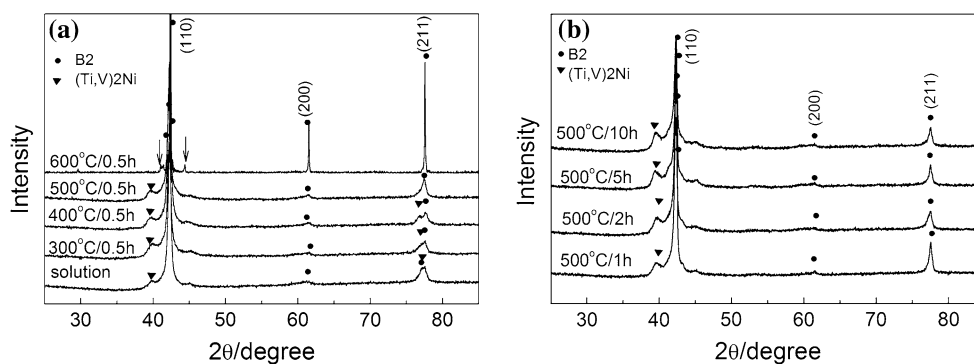 (a)
B2
(Ti,V)2Ni
(110)
(200)
(211)
Intensity
600°C/0.5h
500°C/0.5h
400°C/0.5h
300°C/0.5h
solution
30 40 50 60 70 80
2θ/degree
(b)
B2
(Ti,V)2Ni
(110)
(200)
(211)
Intensity
500°C/10h
500°C/5h
500°C/2h
500°C/1h
30 40 50 60 70 80
2θ/degree